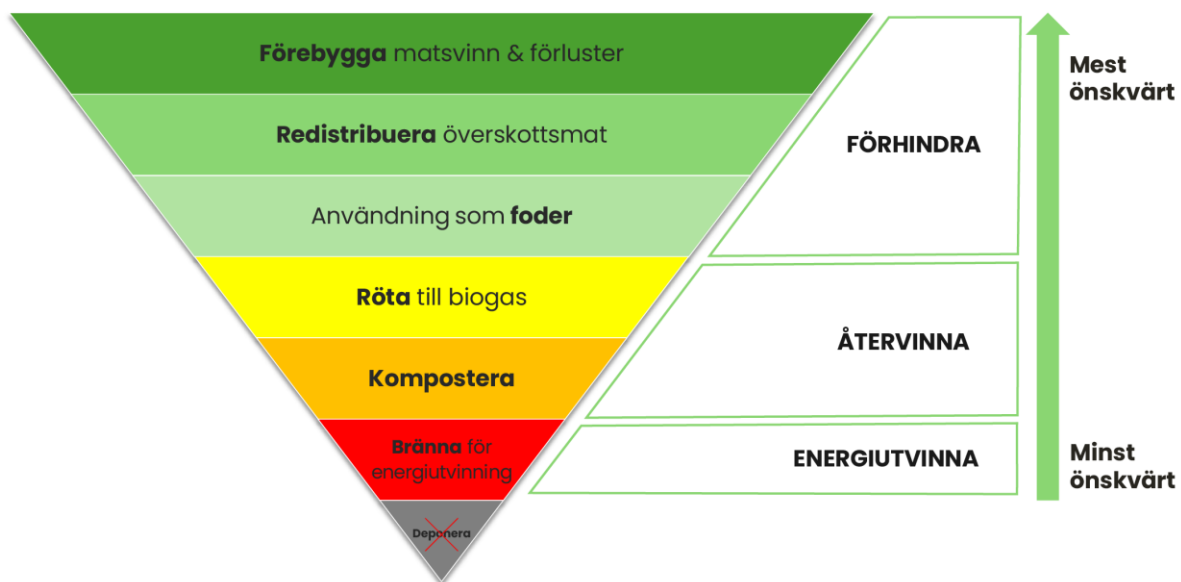 Förebygga matsvinn & förluster
Redistribuera överskottsmat
Användning som foder
Röta till biogas
Kompostera
Bränna för
energiutvinning
Deponera
FÖRHINDRA
ÅTERVINNA
ENERGIUTVINNA
Mest
önskvärt
Minst
önskvärt